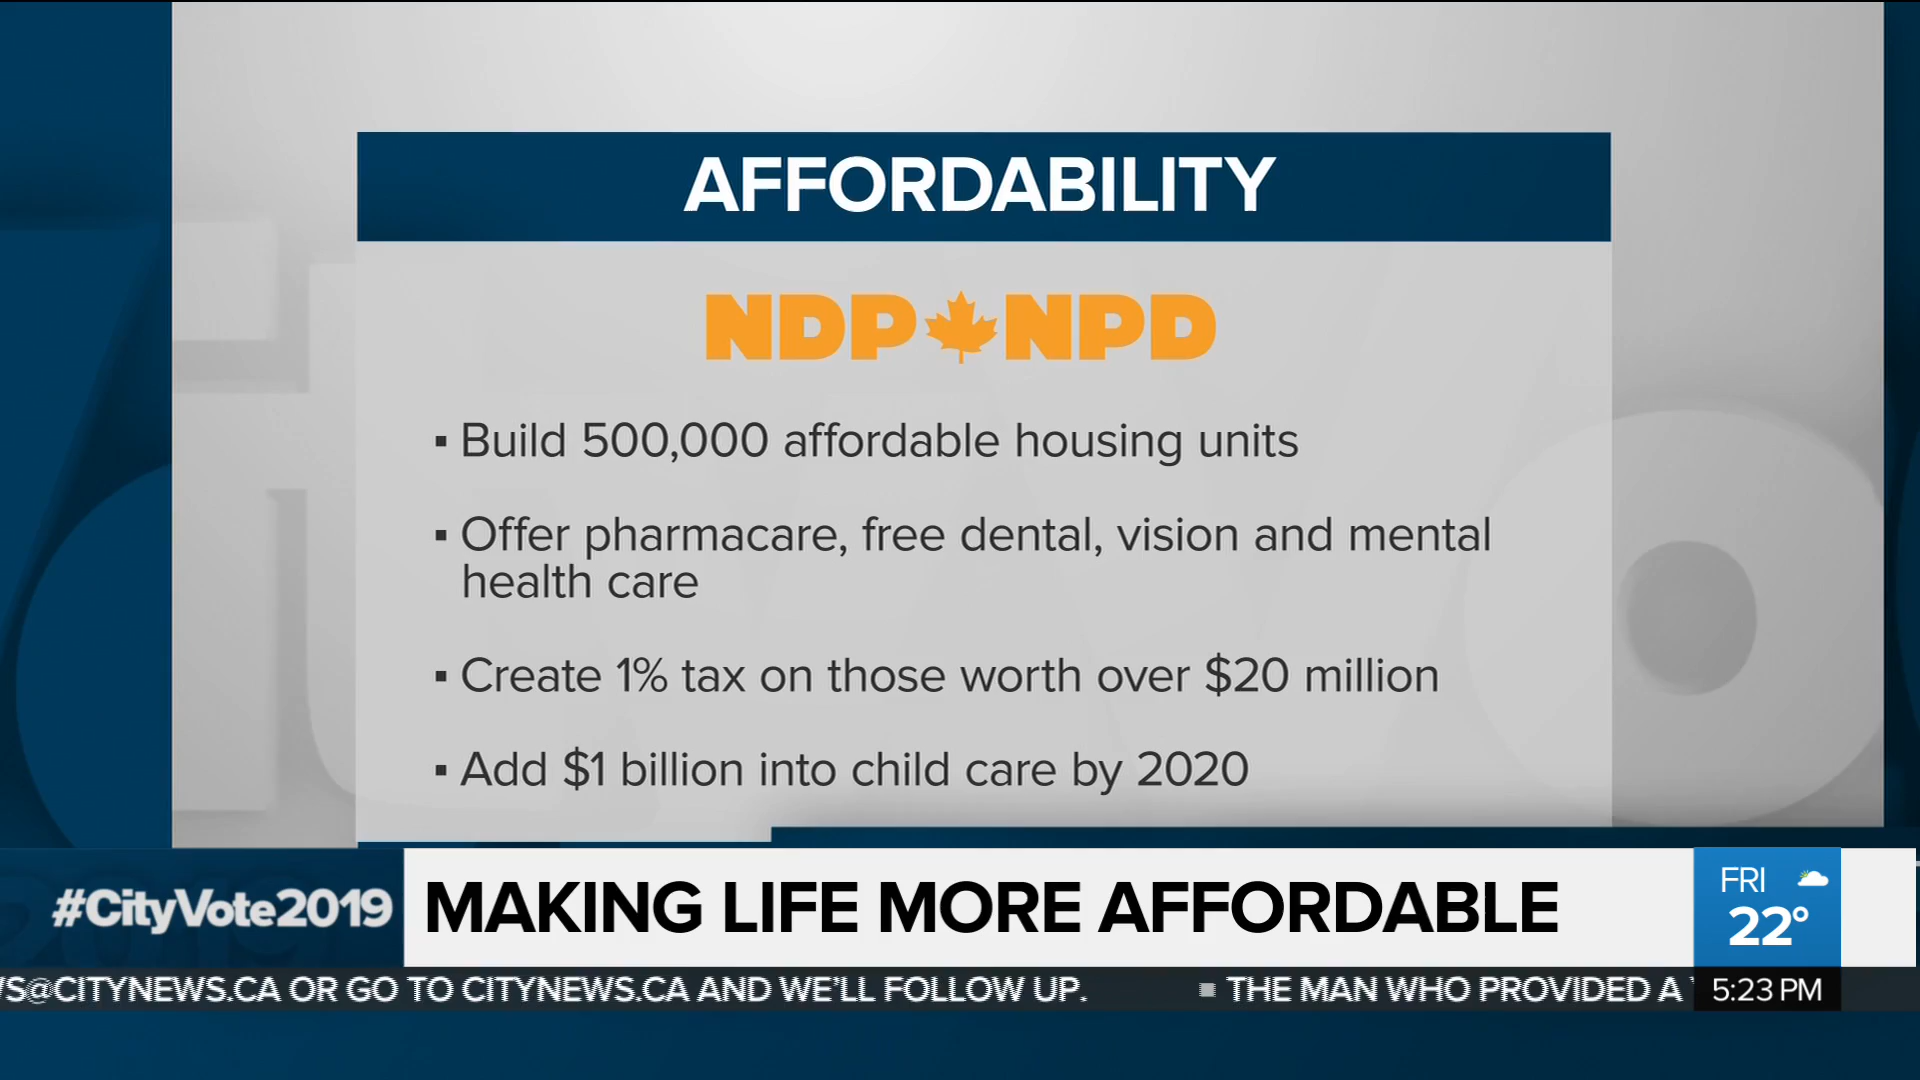 AFFORDABILITY
NDP NPD
▪ Build 500,000 affordable housing units
▪ Offer pharmacare, free dental, vision and mental
health care
▪ Create 1% tax on those worth over $20 million
▪ Add $1 billion into child care by 2020
#CityVote2019
MAKING LIFE MORE AFFORDABLE
FRI
22°
S@CITYNEWS.CA OR GO TO CITYNEWS.CA AND WE'LL FOLLOW UP. ■ THE MAN WHO PROVIDED A
5:23 PM